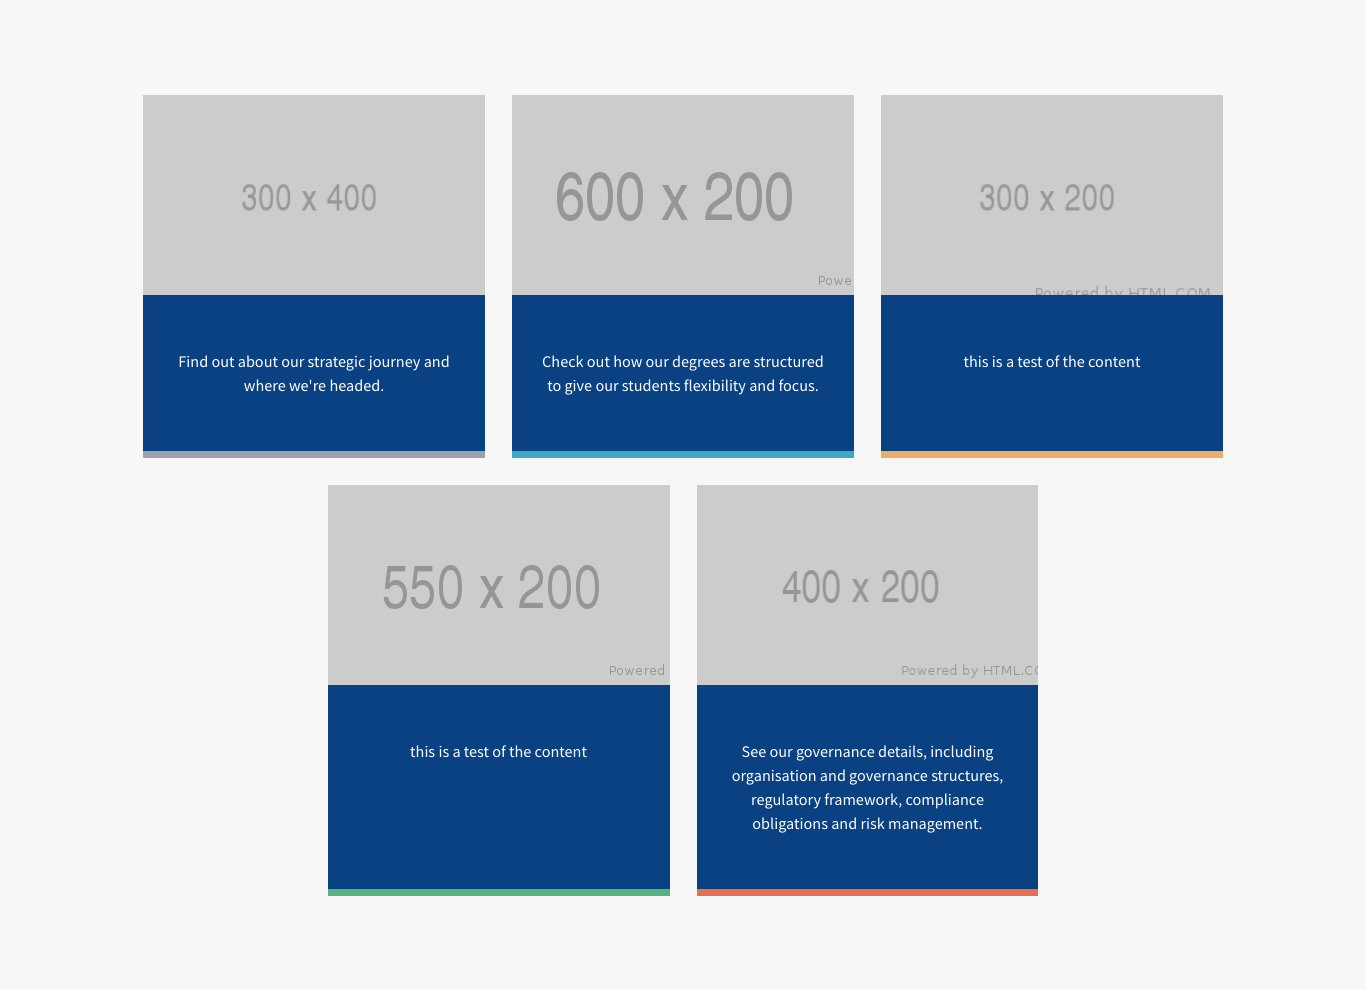 300 x 400
600 x 200
Powe
300 x 200
Powered by HTML.COM
Find out about our strategic journey and
where we're headed.
Check out how our degrees are structured
to give our students flexibility and focus.
this is a test of the content
550 x 200
Powered
400 x 200
Powered by HTML.CO
this is a test of the content
See our governance details, including
organisation and governance structures,
regulatory framework, compliance
obligations and risk management.